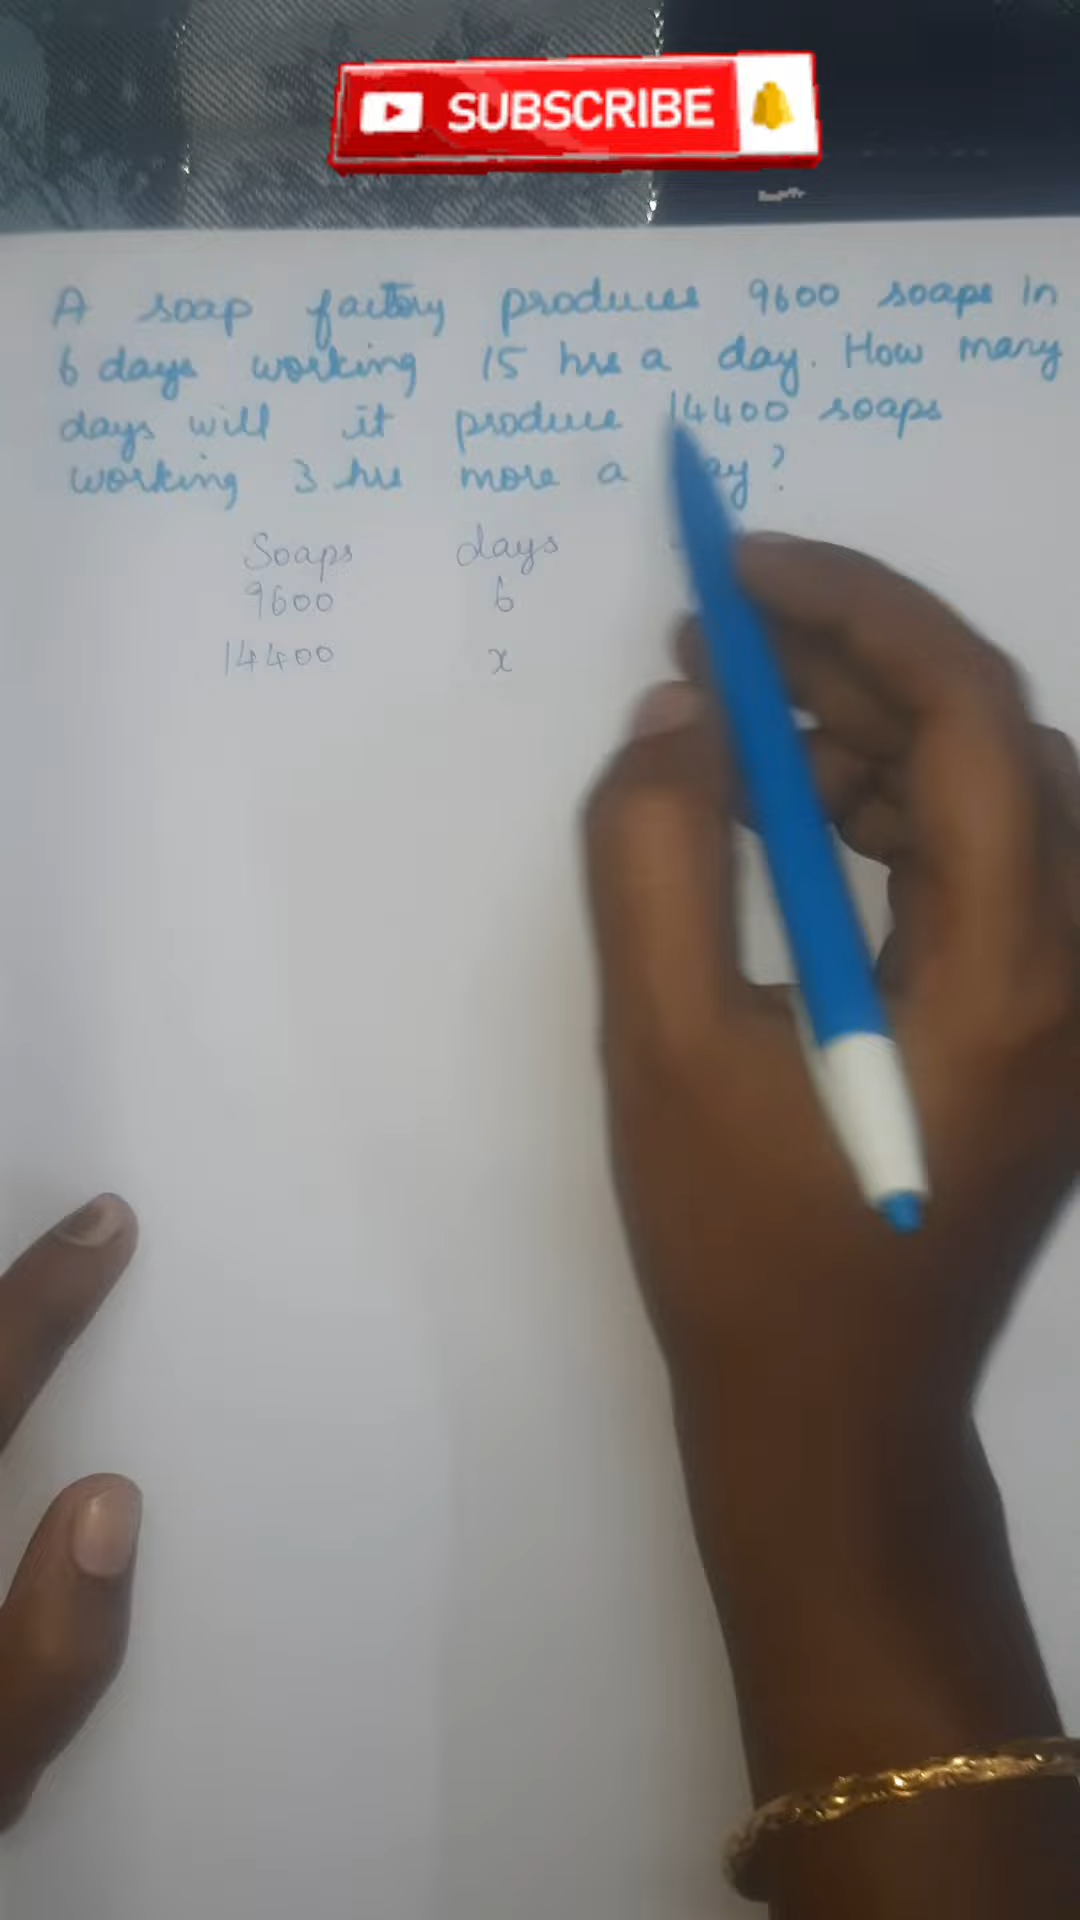 SUBSCRIBE
A soap factory produces 9600 soaps in
6 days working 15 hrs a day. How many
days will it produce 14400 soaps
working 3 hrs more a day?
Soaps days
9600 6
14400 x